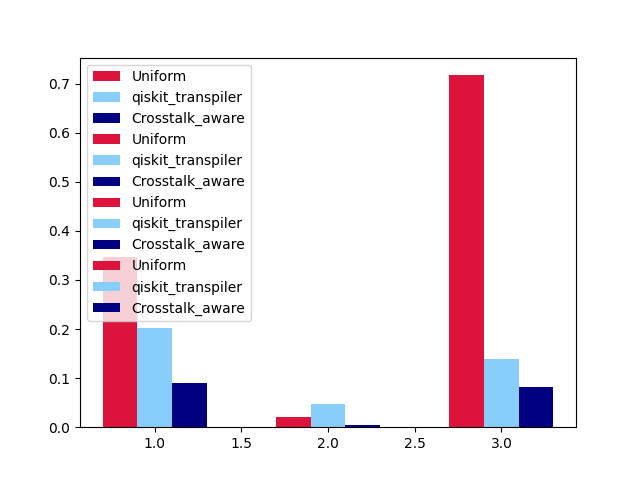 0.7
0.6
0.5
0.4
0.3
0.2
0.1
0.0
Uniform
qiskit_transpiler
Crosstalk_aware
Uniform
qiskit_transpiler
Crosstalk_aware
Uniform
qiskit_transpiler
Crosstalk_aware
Uniform
qiskit_transpiler
Crosstalk_aware
1.0 1.5 2.0 2.5 3.0